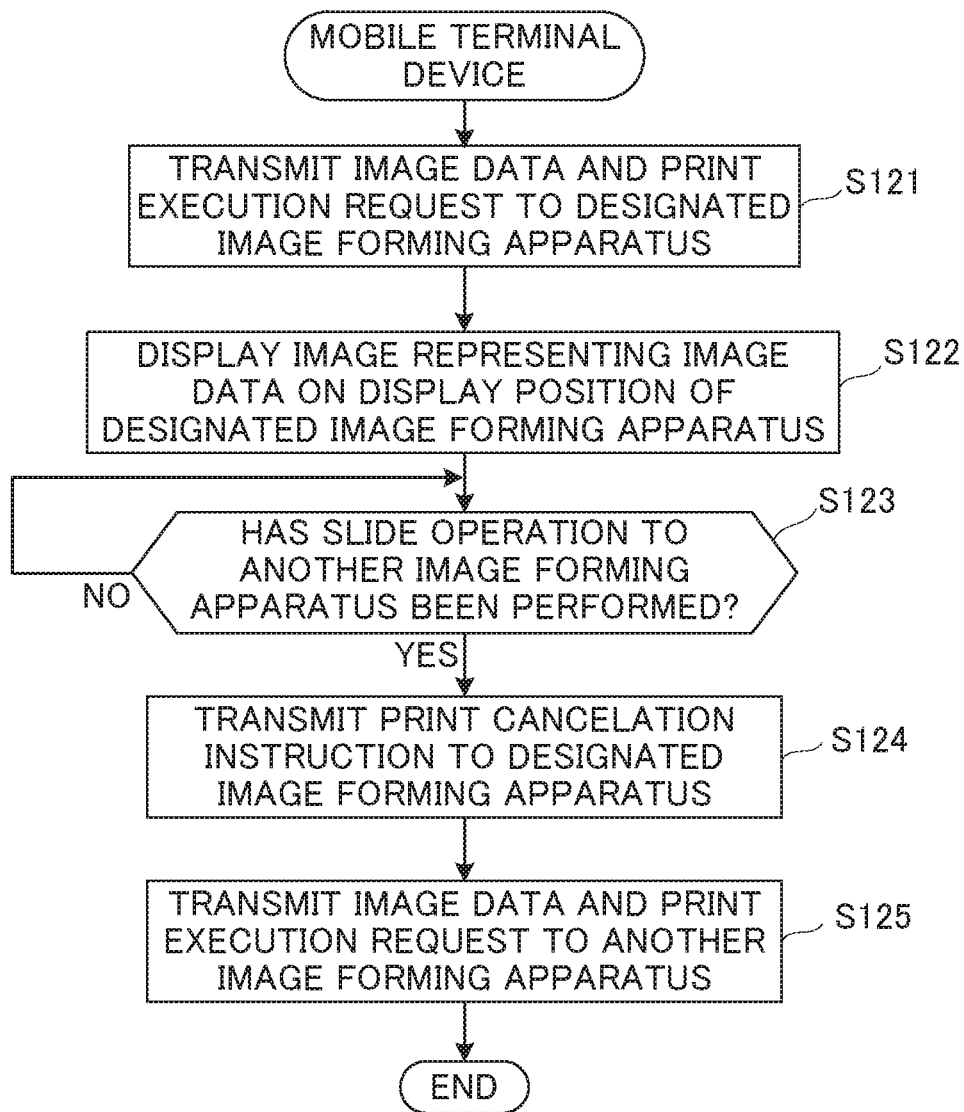 MOBILE TERMINAL
DEVICE
TRANSMIT IMAGE DATA AND PRINT
EXECUTION REQUEST TO DESIGNATED
IMAGE FORMING APPARATUS
S121
DISPLAY IMAGE REPRESENTING IMAGE
DATA ON DISPLAY POSITION OF
DESIGNATED IMAGE FORMING APPARATUS
S122
HAS SLIDE OPERATION TO
ANOTHER IMAGE FORMING
APPARATUS BEEN PERFORMED?
S123
NO
YES
TRANSMIT PRINT CANCELATION
INSTRUCTION TO DESIGNATED
IMAGE FORMING APPARATUS
S124
TRANSMIT IMAGE DATA AND PRINT
EXECUTION REQUEST TO ANOTHER
IMAGE FORMING APPARATUS
S125
END